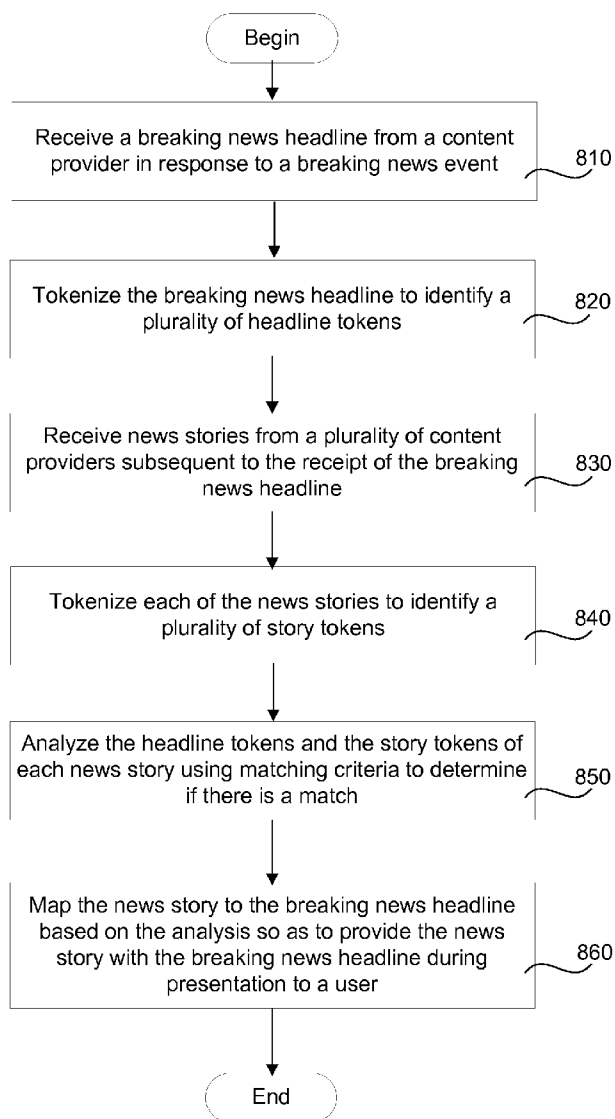 Begin
Receive a breaking news headline from a content
provider in response to a breaking news event
810
Tokenize the breaking news headline to identify a
plurality of headline tokens
820
Receive news stories from a plurality of content
providers subsequent to the receipt of the breaking
news headline
830
Tokenize each of the news stories to identify a
plurality of story tokens
840
Analyze the headline tokens and the story tokens of
each news story using matching criteria to determine
if there is a match
850
Map the news story to the breaking news headline
based on the analysis so as to provide the news
story with the breaking news headline during
presentation to a user
860
End